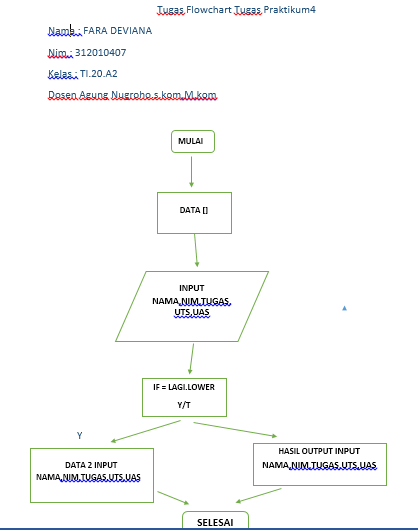 Tugas Flowchart Tugas Praktikum4
Nama : FARA DEVIANA
Nim : 312010407
Kelas : TI.20.A2
Dosen Agung Nugroho,s.kom,M,kom
MULAI
DATA []
INPUT
NAMA,NIM,TUGAS,
UTS,UAS
IF = LAGI.LOWER
Y/T
Y
DATA 2 INPUT
NAMA,NIM,TUGAS,UTS,UAS
HASIL OUTPUT INPUT
NAMA,NIM,TUGAS,UTS,UAS
SELESAI